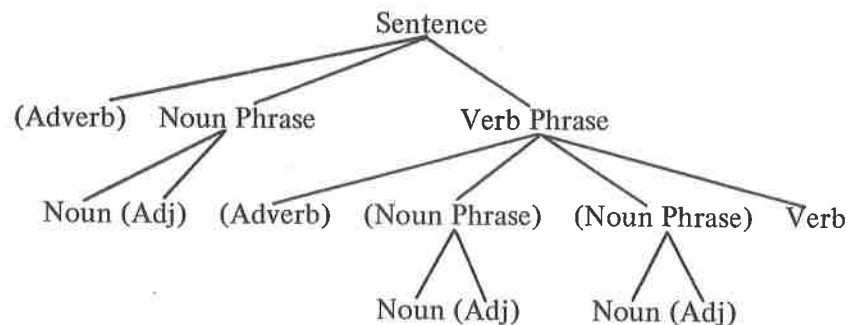 Sentence
(Adverb) Noun Phrase Verb Phrase
Noun (Adj) (Adverb) (Noun Phrase) (Noun Phrase) Verb
Noun (Adj) Noun (Adj)